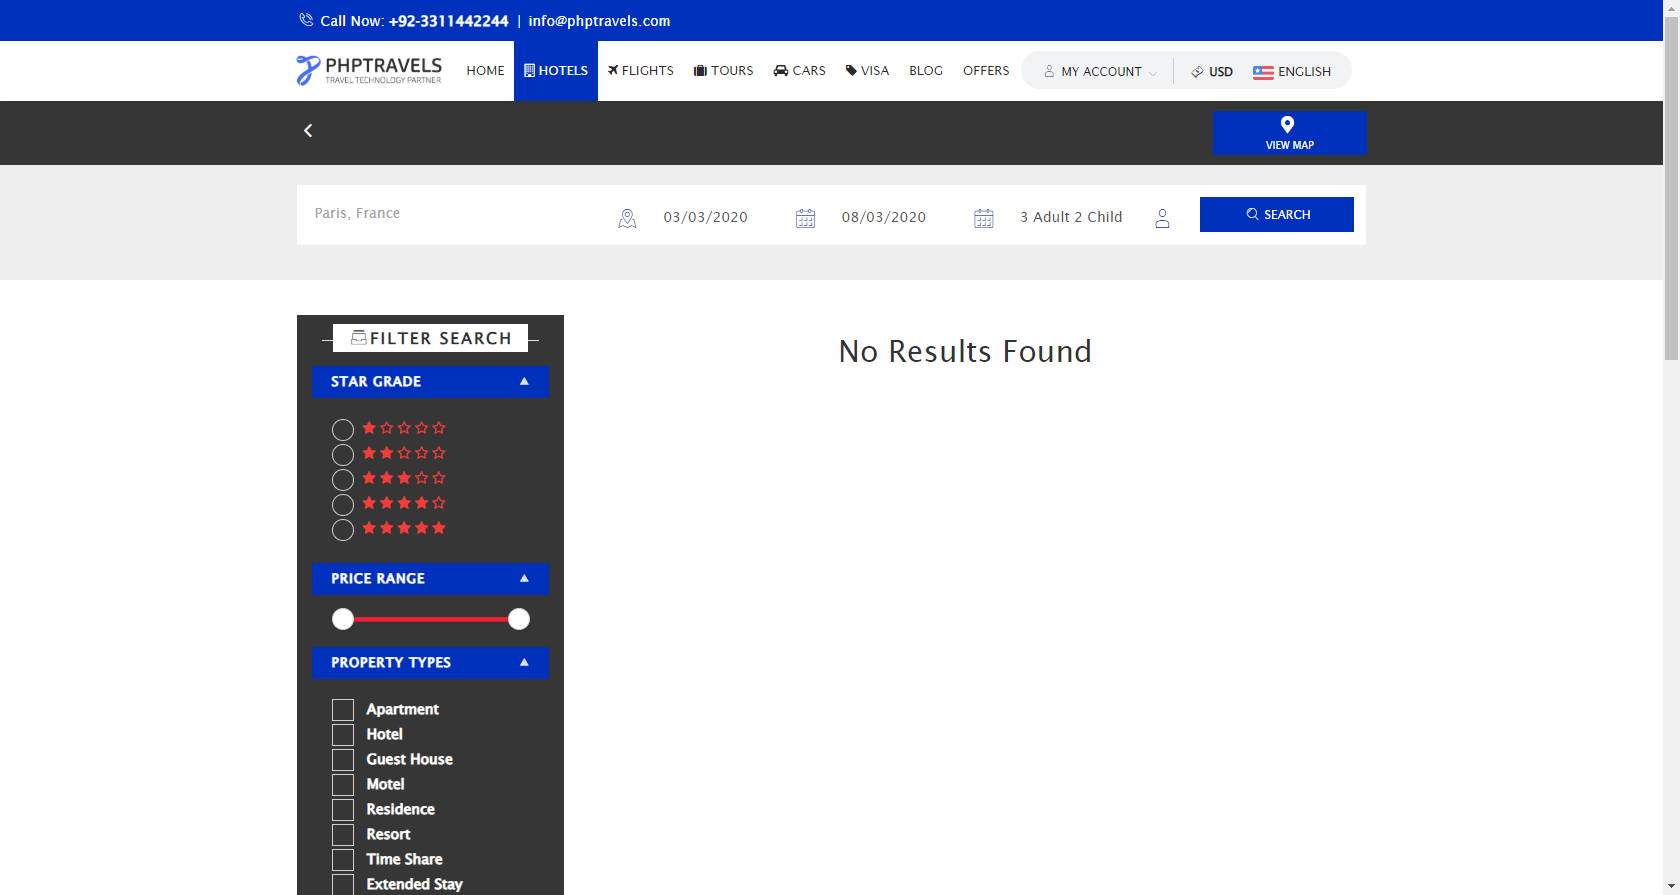 Call Now: +92-3311442244 | info@phptravels.com
PHPTRAVELS
TRAVEL TECHNOLOGY PARTNER
HOME HOTELS FLIGHTS TOURS CARS VISA BLOG OFFERS MY ACCOUNT USD ENGLISH
VIEW MAP
Paris, France 03/03/2020 08/03/2020 3 Adult 2 Child SEARCH
FILTER SEARCH
No Results Found
STAR GRADE
PRICE RANGE
PROPERTY TYPES
Apartment
Hotel
Guest House
Motel
Residence
Resort
Time Share
Extended Stay